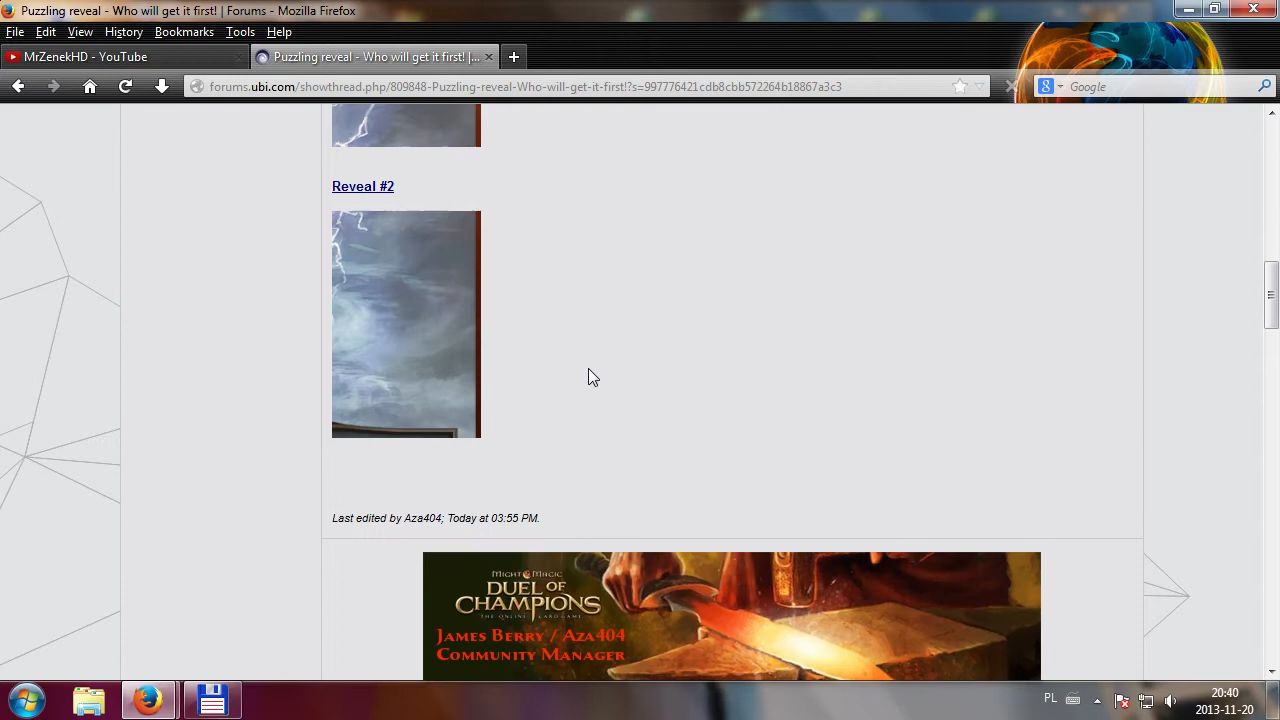 Puzzling reveal - Who will get it first! | Forums - Mozilla Firefox
File Edit View History Bookmarks Tools Help
MrZenekHD - YouTube
Puzzling reveal - Who will get it first! |...
forums.ubi.com/showthread.php/809848-Puzzling-reveal-Who-will-get-it-first!?s=997776421cdb8cbb572264b18867a3c3
Google
Reveal #2
Last edited by Aza404; Today at 03:55 PM.
Might & Magic
DUEL OF
CHAMPIONS
THE ONLINE CARD GAME
James Berry / Aza404
Community Manager
PL
20:40
2013-11-20